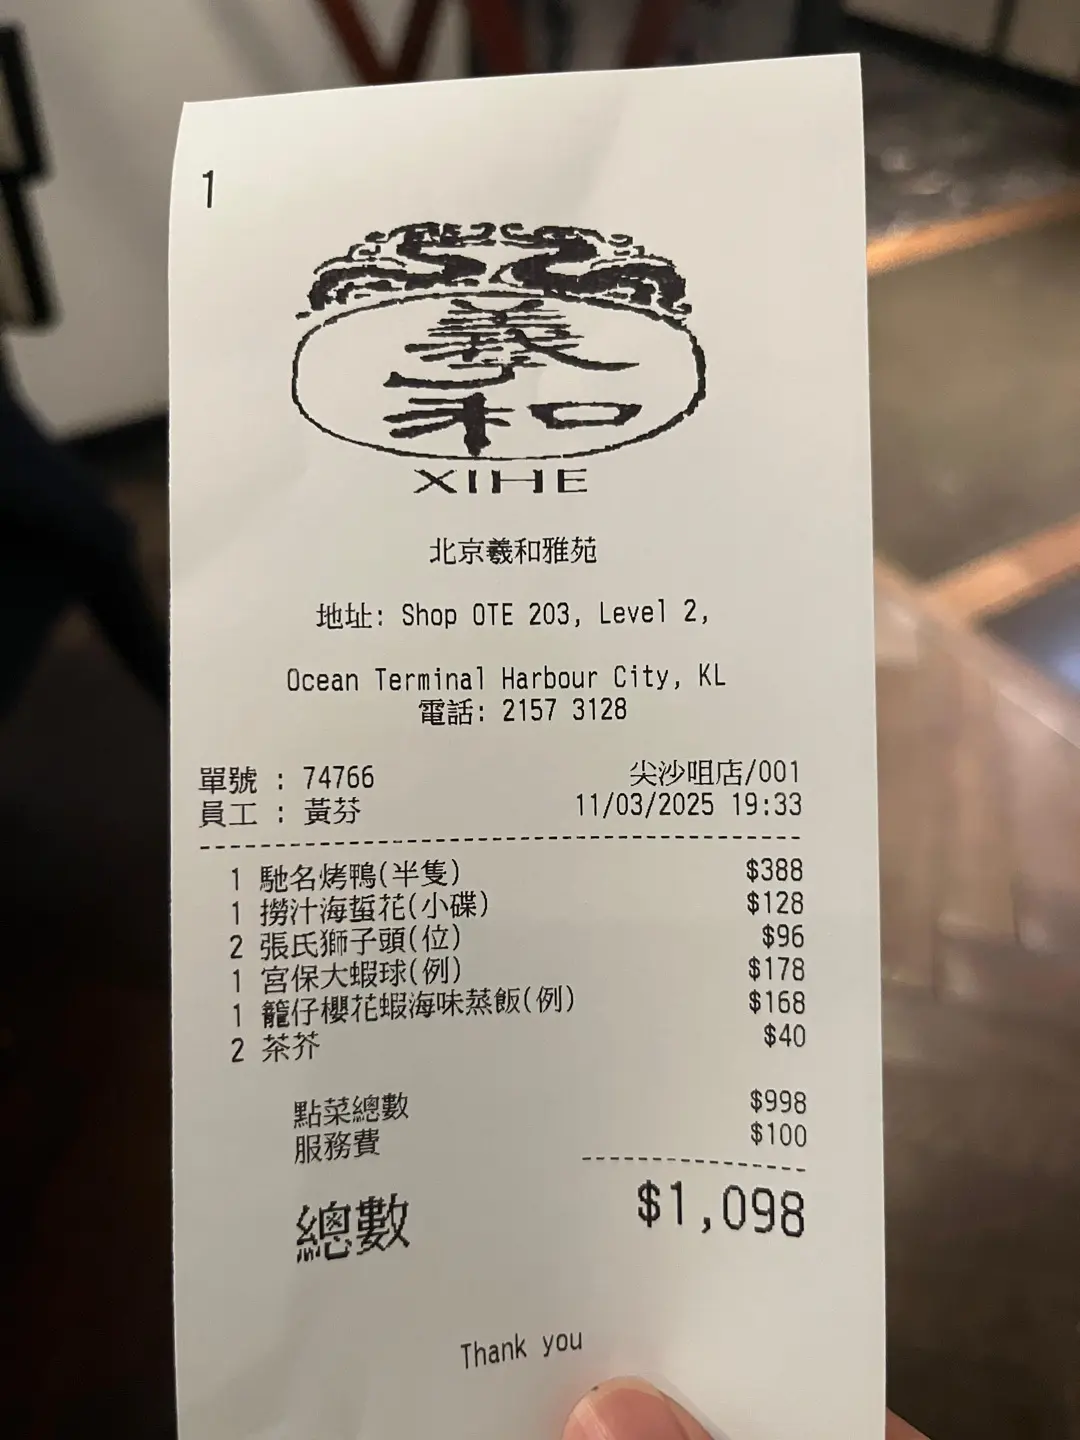 1
羲和
XIHE
北京羲和雅苑
地址: Shop OTE 203, Level 2,
Ocean Terminal Harbour City, KL
電話: 2157 3128
單號 : 74766 尖沙咀店/001
員工 : 黃芬 11/03/2025 19:33
1 馳名烤鴨(半隻) $388
1 撈汁海蜇花(小碟) $128
2 張氏獅子頭(位) $96
1 宮保大蝦球(例) $178
1 籠仔櫻花蝦海味蒸飯(例) $168
2 茶芥 $40
點菜總數 $998
服務費 $100
總數 $1,098
Thank you